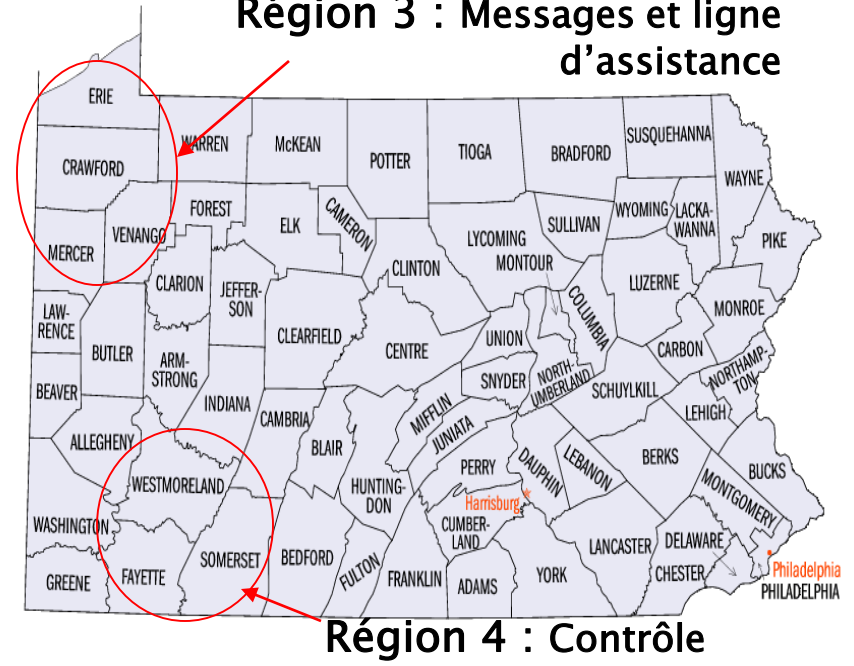 Région 3 : Messages et ligne
d’assistance
ERIE
CRAWFORD
WARREN
McKEAN
POTTER
TIOGA
BRADFORD
SUSQUEHANNA
WAYNE
FOREST
ELK
CAMERON
VENANGO
MERCER
LYCOMING
SULLIVAN
WYOMING
LACKA-
WANNA
PIKE
MONTOUR
CLINTON
CLARION
JEFFER-
SON
LUZERNE
COLUMBIA
MONROE
LAW-
RENCE
CLEARFIELD
CENTRE
UNION
CARBON
BUTLER
ARM-
STRONG
SNYDER
NORTH-
UMBERLAND
SCHUYLKILL
NORTHAMP-
TON
BEAVER
INDIANA
CAMBRIA
MIFFLIN
JUNIATA
LEHIGH
ALLEGHENY
BLAIR
PERRY
DAUPHIN
LEBANON
BERKS
BUCKS
WESTMORELAND
HUNTING-
DON
Harrisburg
MONTGOMERY
WASHINGTON
CUMBER-
LAND
SOMERSET
BEDFORD
FULTON
LANCASTER
DELAWARE
GREENE
FAYETTE
FRANKLIN
ADAMS
YORK
CHESTER
Philadelphia
PHILADELPHIA
Région 4 : Contrôle